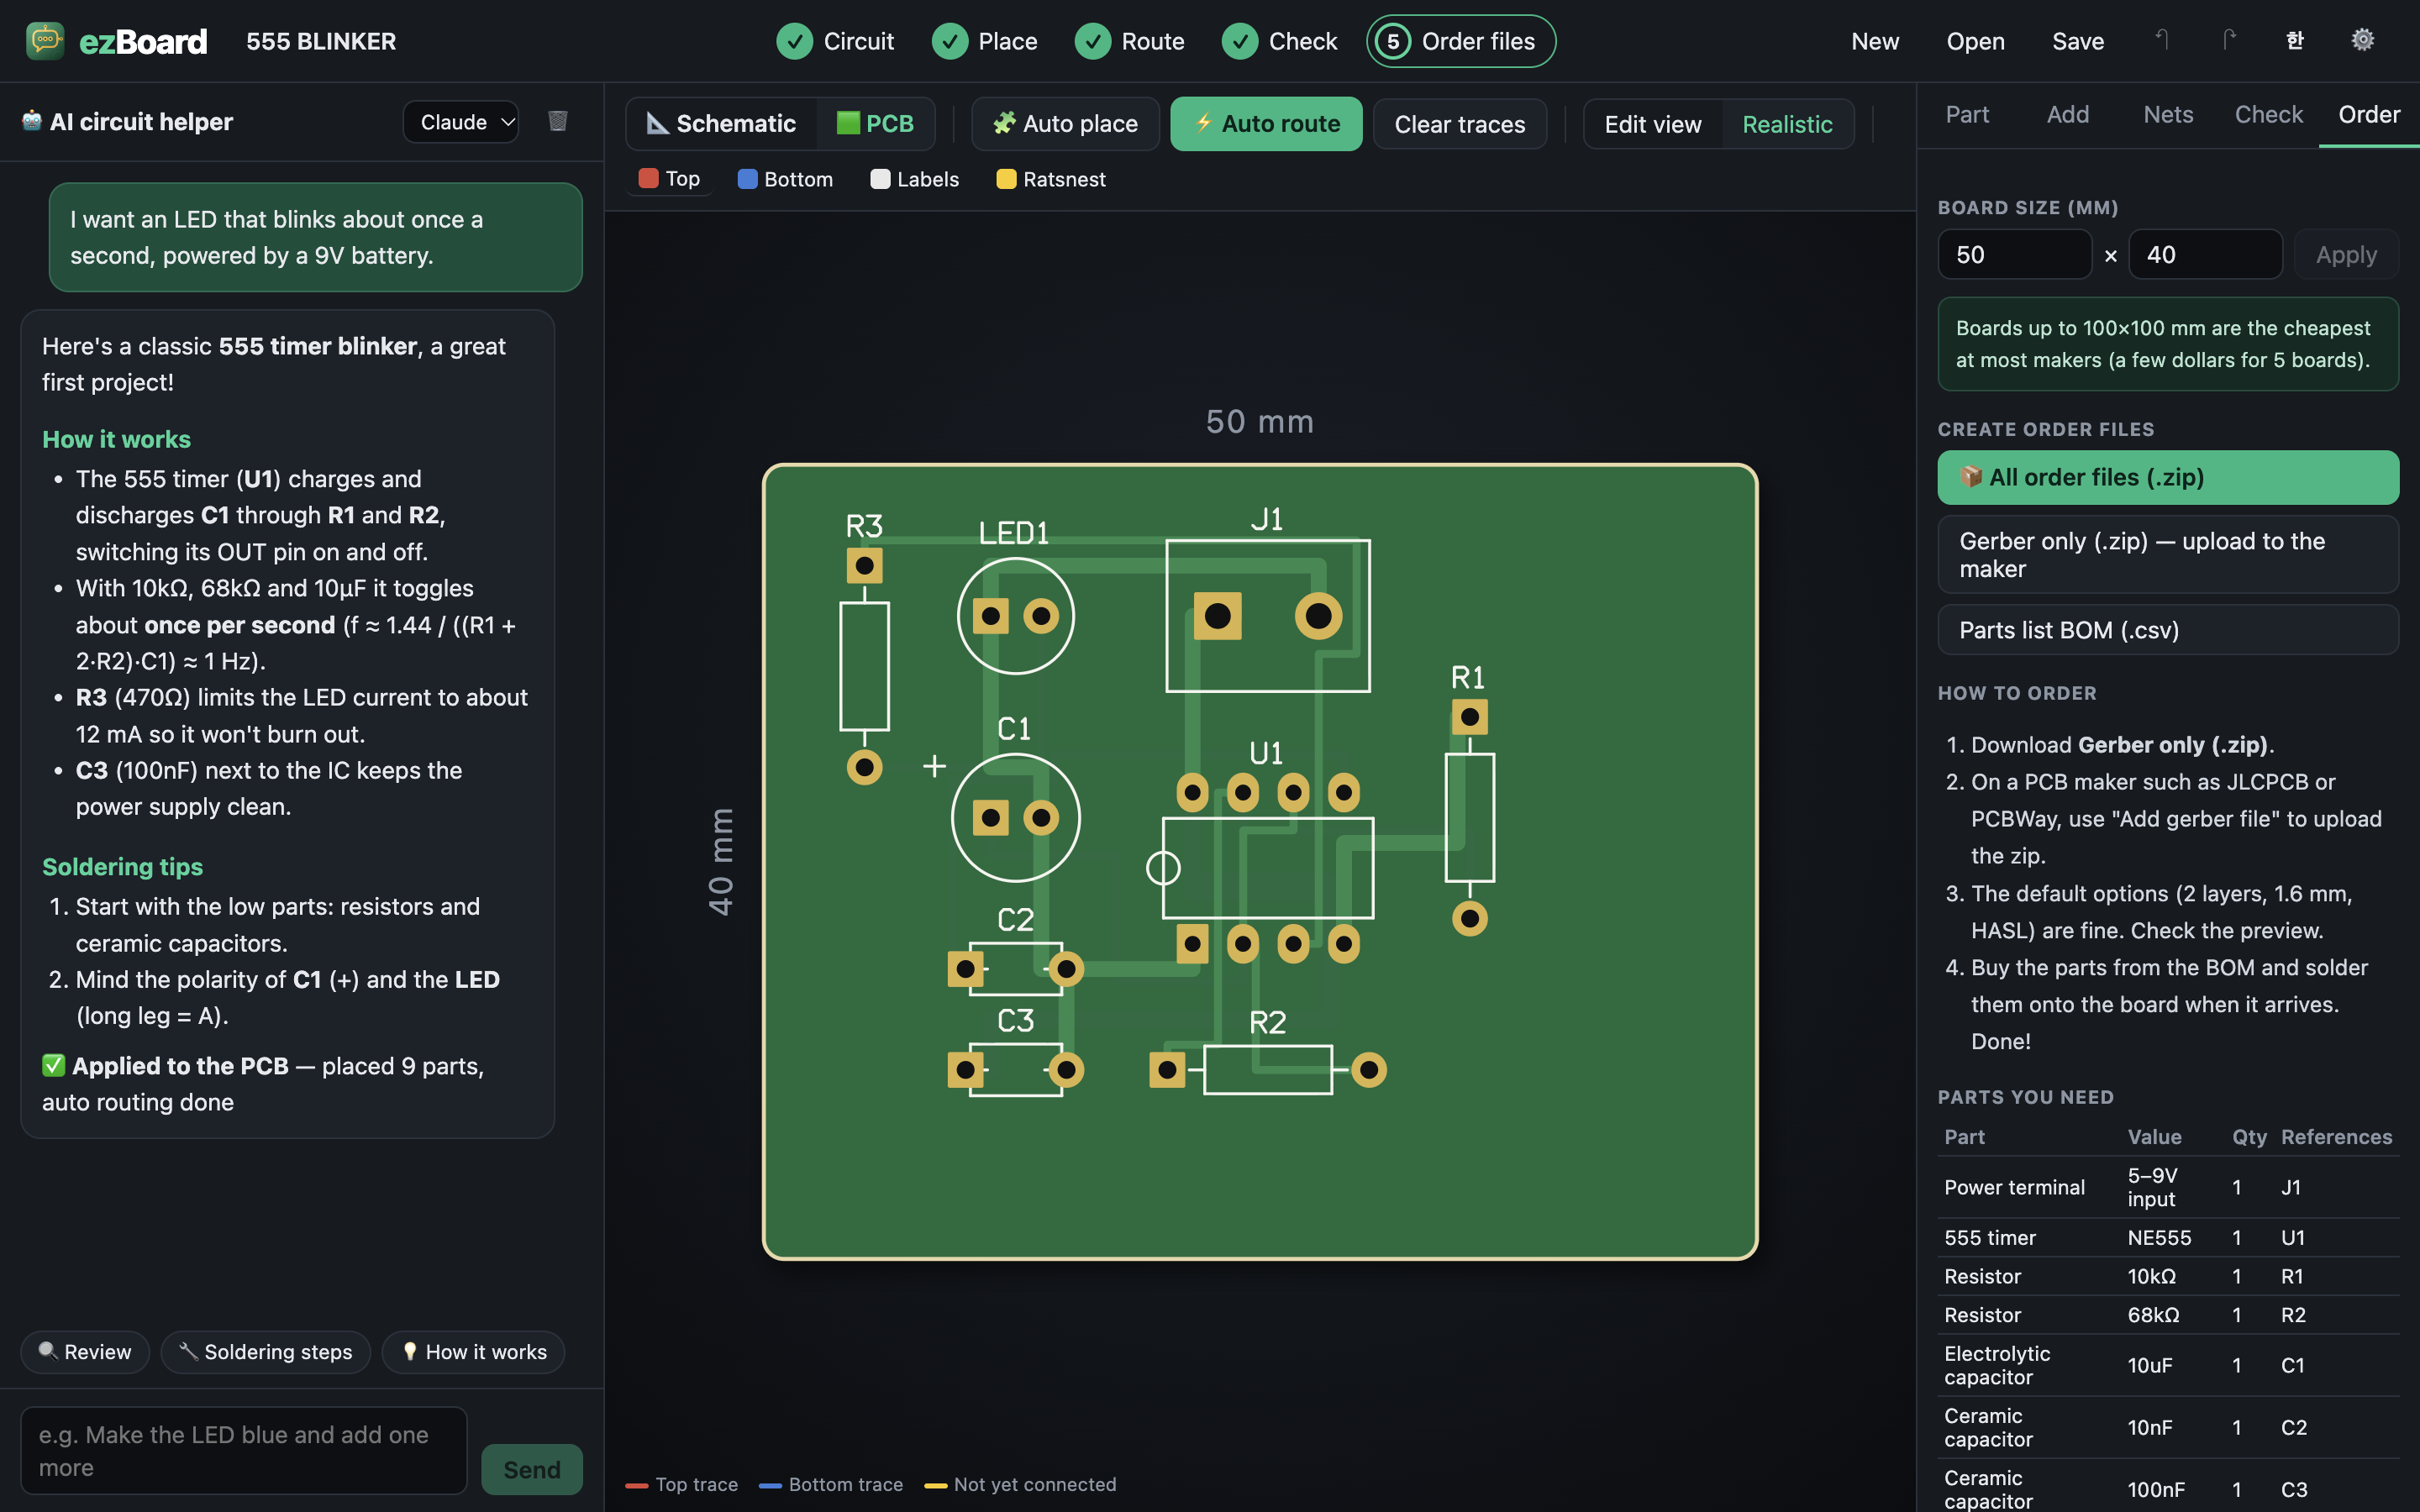 ezBoard
555 BLINKER
Circuit
Place
Route
Check
5
Order files
New
Open
Save
한
AI circuit helper
Claude
I want an LED that blinks about once a
second, powered by a 9V battery.
Here's a classic 555 timer blinker, a great
first project!
How it works
• The 555 timer (U1) charges and
discharges C1 through R1 and R2,
switching its OUT pin on and off.
• With 10kΩ, 68kΩ and 10µF it toggles
about once per second (f ≈ 1.44 / ((R1 +
2·R2)·C1) ≈ 1 Hz).
• R3 (470Ω) limits the LED current to about
12 mA so it won't burn out.
• C3 (100nF) next to the IC keeps the
power supply clean.
Soldering tips
1. Start with the low parts: resistors and
ceramic capacitors.
2. Mind the polarity of C1 (+) and the LED
(long leg = A).
✅ Applied to the PCB — placed 9 parts,
auto routing done
Review
Soldering steps
How it works
e.g. Make the LED blue and add one
more
Send
Schematic
PCB
Auto place
Auto route
Clear traces
Edit view
Realistic
Top
Bottom
Labels
Ratsnest
50 mm
40 mm
R3
LED1
J1
R1
C1
+
U1
C2
C3
R2
Top trace
Bottom trace
Not yet connected
Part
Add
Nets
Check
Order
BOARD SIZE (MM)
50
×
40
Apply
Boards up to 100×100 mm are the cheapest
at most makers (a few dollars for 5 boards).
CREATE ORDER FILES
All order files (.zip)
Gerber only (.zip) — upload to the
maker
Parts list BOM (.csv)
HOW TO ORDER
1. Download Gerber only (.zip).
2. On a PCB maker such as JLCPCB or
PCBWay, use "Add gerber file" to upload
the zip.
3. The default options (2 layers, 1.6 mm,
HASL) are fine. Check the preview.
4. Buy the parts from the BOM and solder
them onto the board when it arrives.
Done!
PARTS YOU NEED
Part Value Qty References
Power terminal 5–9V input 1 J1
555 timer NE555 1 U1
Resistor 10kΩ 1 R1
Resistor 68kΩ 1 R2
Electrolytic capacitor 10uF 1 C1
Ceramic capacitor 10nF 1 C2
Ceramic capacitor 100nF 1 C3